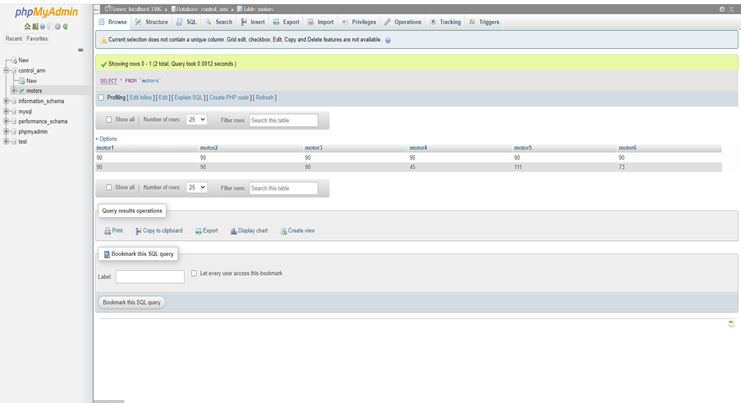 phpMyAdmin
Recent Favorites
New
control_arm
New
motors
information_schema
mysql
performance_schema
phpmyadmin
test
Server: localhost:3306 » Database: control_arm » Table: motors
Browse Structure SQL Search Insert Export Import Privileges Operations Tracking Triggers
Current selection does not contain a unique column. Grid edit, checkbox, Edit, Copy and Delete features are not available.
Showing rows 0 - 1 (2 total, Query took 0.0012 seconds.)
SELECT * FROM `motors`
Profiling [ Edit inline ] [ Edit ] [ Explain SQL ] [ Create PHP code ] [ Refresh ]
Show all | Number of rows: 25 Filter rows: Search this table
+ Options
motor1 motor2 motor3 motor4 motor5 motor6
90 90 90 90 90 90
90 90 90 45 111 73
Show all | Number of rows: 25 Filter rows: Search this table
Query results operations
Print Copy to clipboard Export Display chart Create view
Bookmark this SQL query
Label: Let every user access this bookmark
Bookmark this SQL query